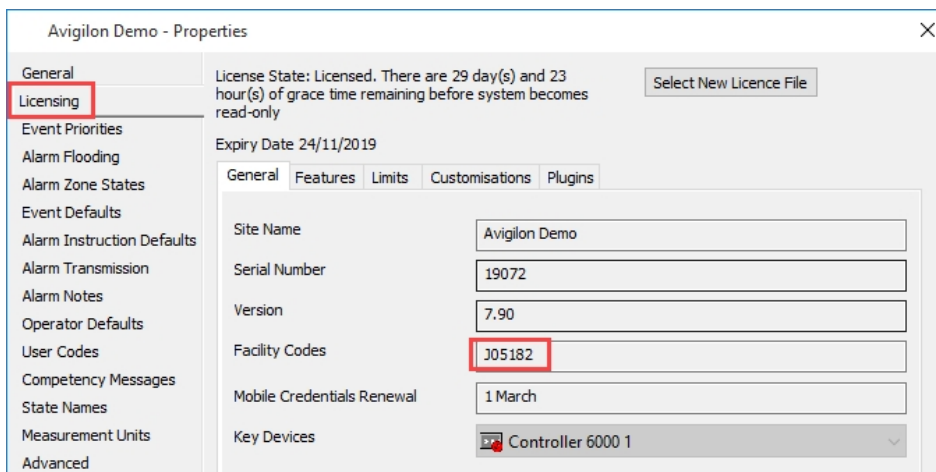 Avigilon Demo - Properties
General
Licensing
Event Priorities
Alarm Flooding
Alarm Zone States
Event Defaults
Alarm Instruction Defaults
Alarm Transmission
Alarm Notes
Operator Defaults
User Codes
Competency Messages
State Names
Measurement Units
Advanced
License State: Licensed. There are 29 day(s) and 23
hour(s) of grace time remaining before system becomes
read-only
Select New Licence File
Expiry Date 24/11/2019
General Features Limits Customisations Plugins
Site Name Avigilon Demo
Serial Number 19072
Version 7.90
Facility Codes J05182
Mobile Credentials Renewal 1 March
Key Devices Controller 6000 1